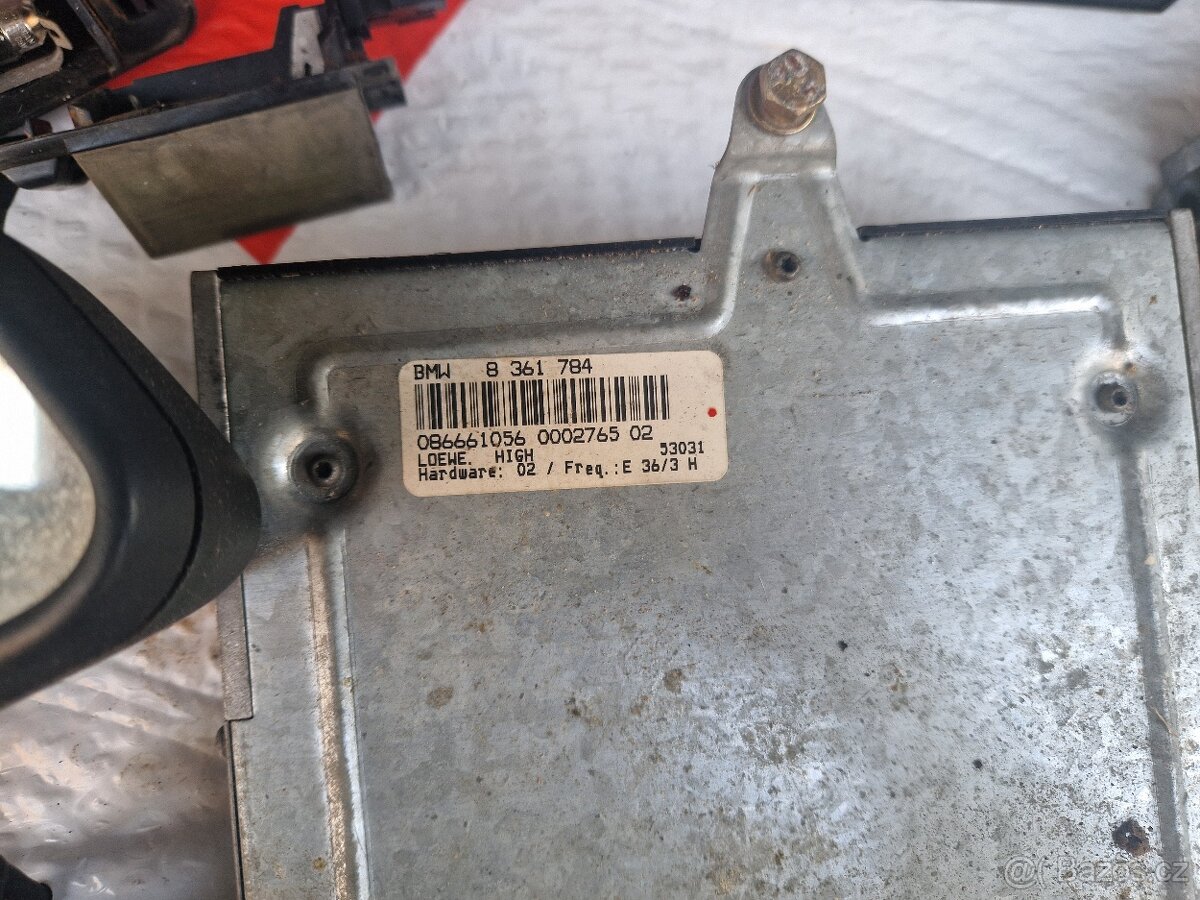 BMW 8 361 784
086661056 0002765 02
LOEWE. HIGH 53031
Hardware: 02 / Freq.:E 36/3 H
Bazos.cz